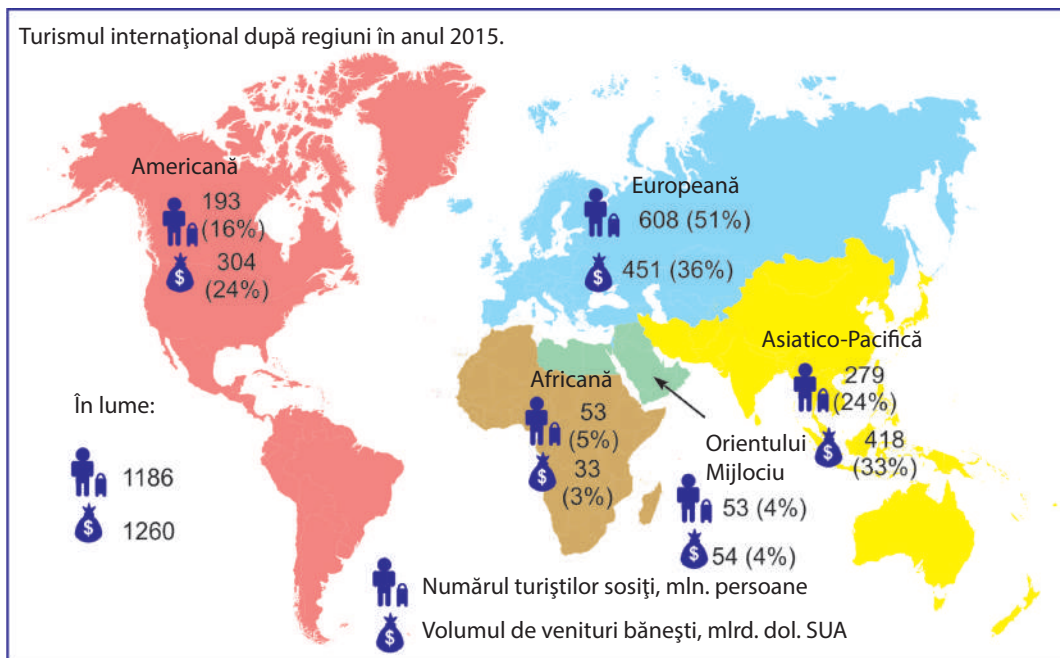 Turismul internaţional după regiuni în anul 2015.
Americană
193
(16%)
304
(24%)
Europeană
608 (51%)
451 (36%)
Asiatico-Pacifică
279
(24%)
418
(33%)
Africană
53
(5%)
33
(3%)
Orientului
Mijlociu
53 (4%)
54 (4%)
În lume:
1186
1260
Numărul turiştilor sosiţi, mln. persoane
Volumul de venituri băneşti, mlrd. dol. SUA